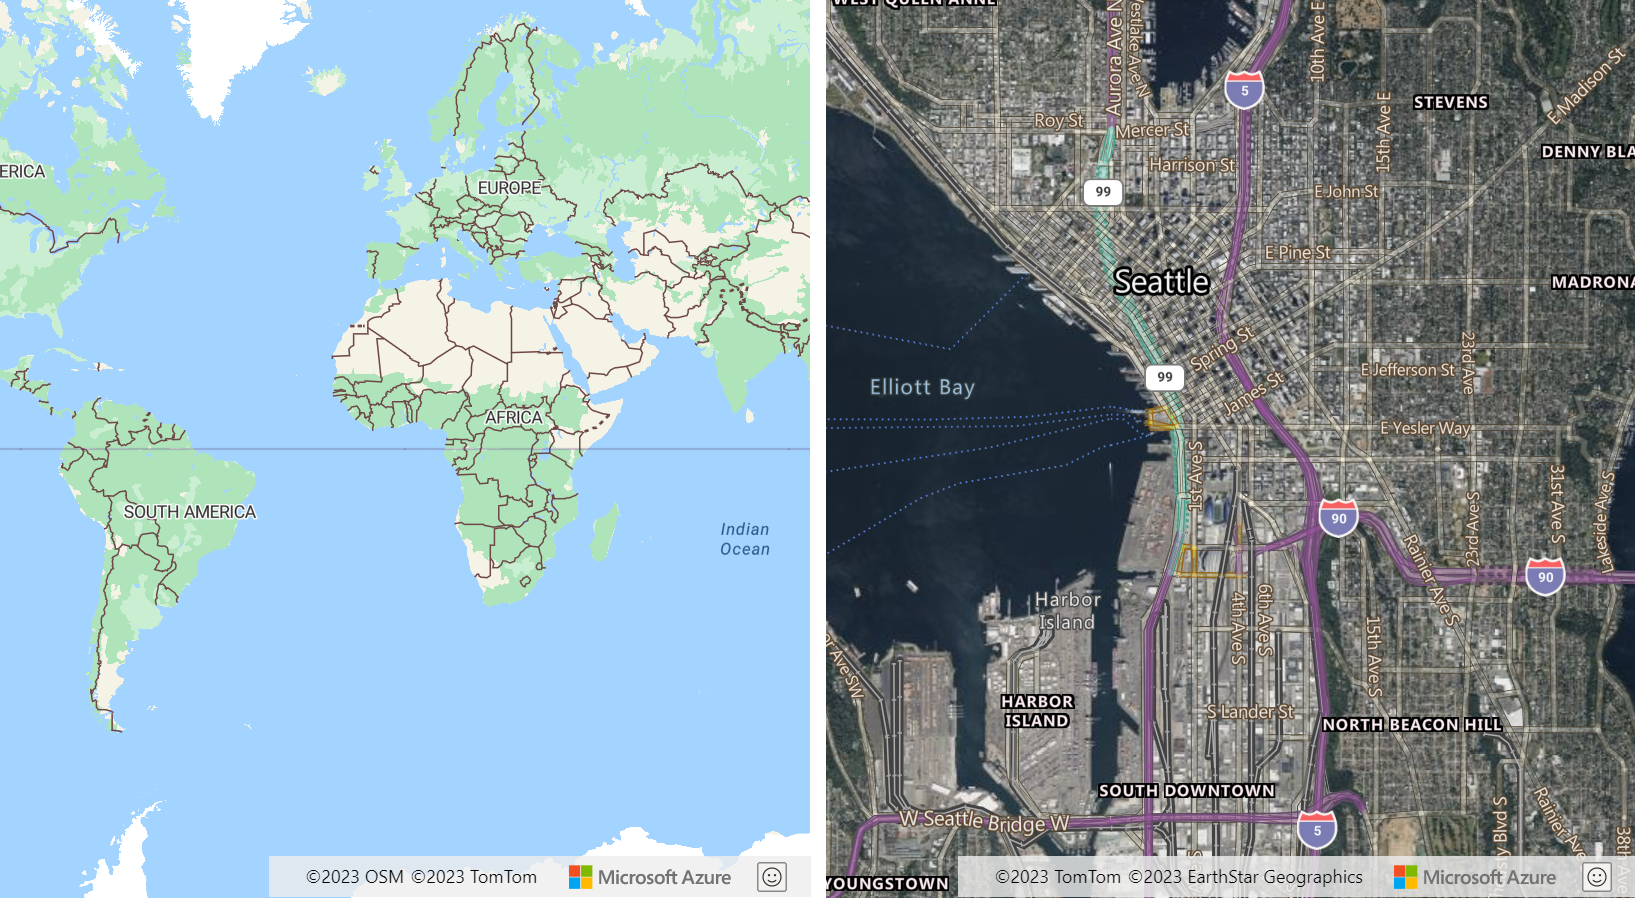 ERICA
EUROPE
AFRICA
SOUTH AMERICA
Indian
Ocean
©2023 OSM ©2023 TomTom
Microsoft Azure
WEST QUEEN ANNE
Aurora Ave N
Westlake Ave N
5
10th Ave E
STEVENS
E Madison St
Roy St
Mercer St
15th Ave E
Harrison St
DENNY BLA
99
E John St
E Pine St
Seattle
MADRONA
Spring St
23rd Ave
99
Elliott Bay
E Jefferson St
James St
E Yesler Way
1st Ave S
31st Ave S
23rd Ave S
Lakeside Ave S
90
Rainier Ave S
90
Harbor
Island
4th Ave S
6th Ave S
15th Ave S
er Ave SW
HARBOR
ISLAND
S Lander St
NORTH BEACON HILL
SOUTH DOWNTOWN
W Seattle Bridge W
5
Blvd S
Rainier Ave
38th Ave
YOUNGSTOWN
©2023 TomTom ©2023 EarthStar Geographics
Microsoft Azure